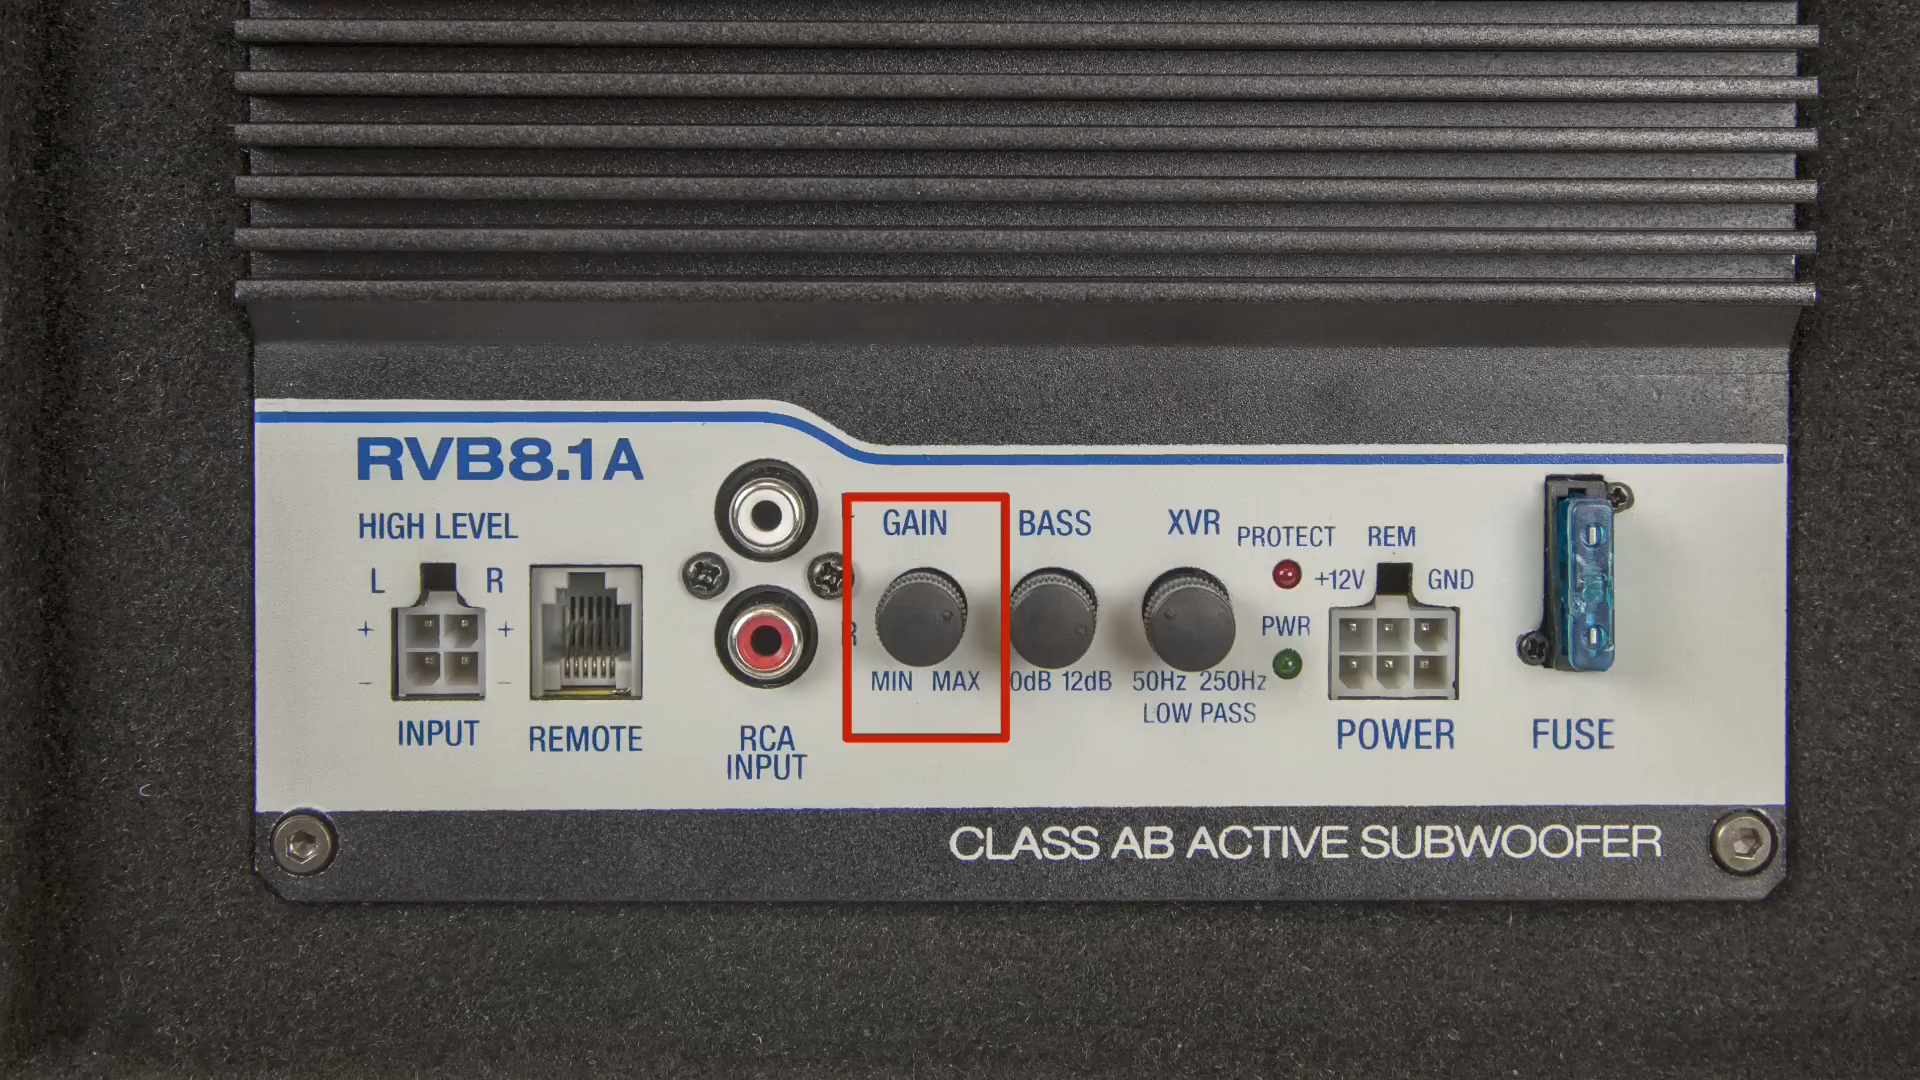 RVB8.1A
HIGH LEVEL
L R
+ +
- -
INPUT
REMOTE
RCA
INPUT
R
GAIN
MIN MAX
BASS
0dB 12dB
XVR
50Hz 250Hz
LOW PASS
PROTECT
PWR
REM
+12V GND
POWER
FUSE
CLASS AB ACTIVE SUBWOOFER